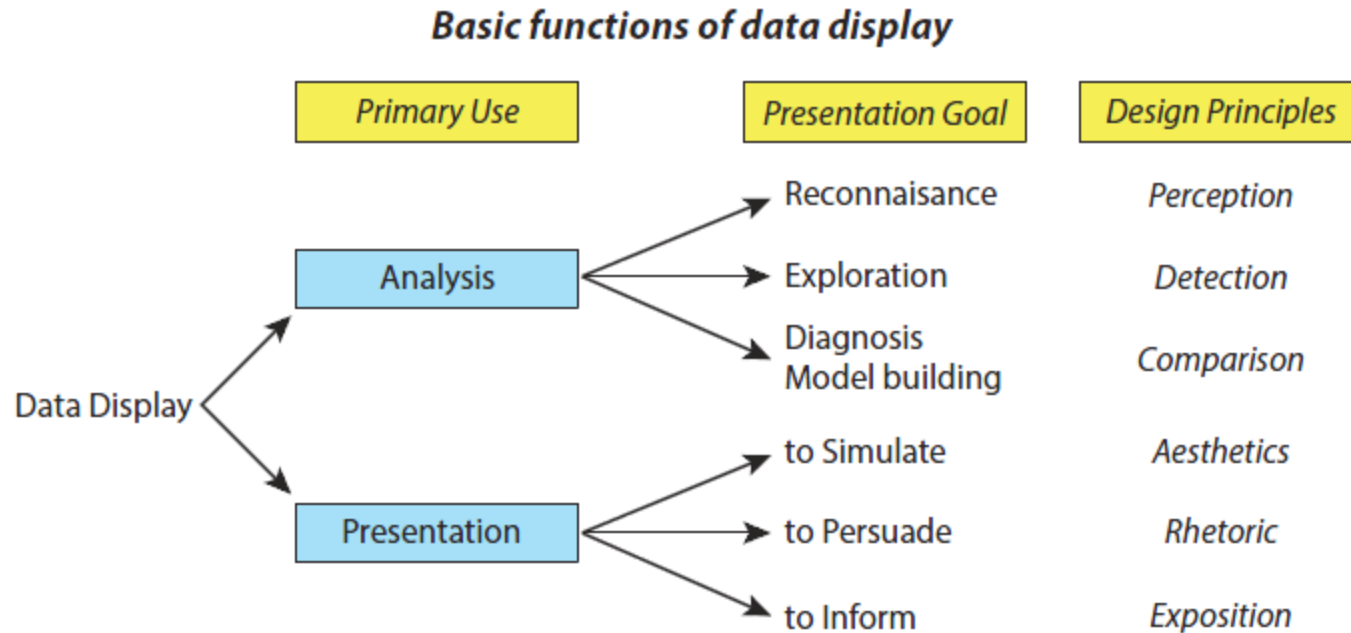 Basic functions of data display
Primary Use
Presentation Goal
Design Principles
Reconnaisance
Perception
Analysis
Exploration
Detection
Diagnosis
Model building
Comparison
Data Display
to Simulate
Aesthetics
Presentation
to Persuade
Rhetoric
to Inform
Exposition